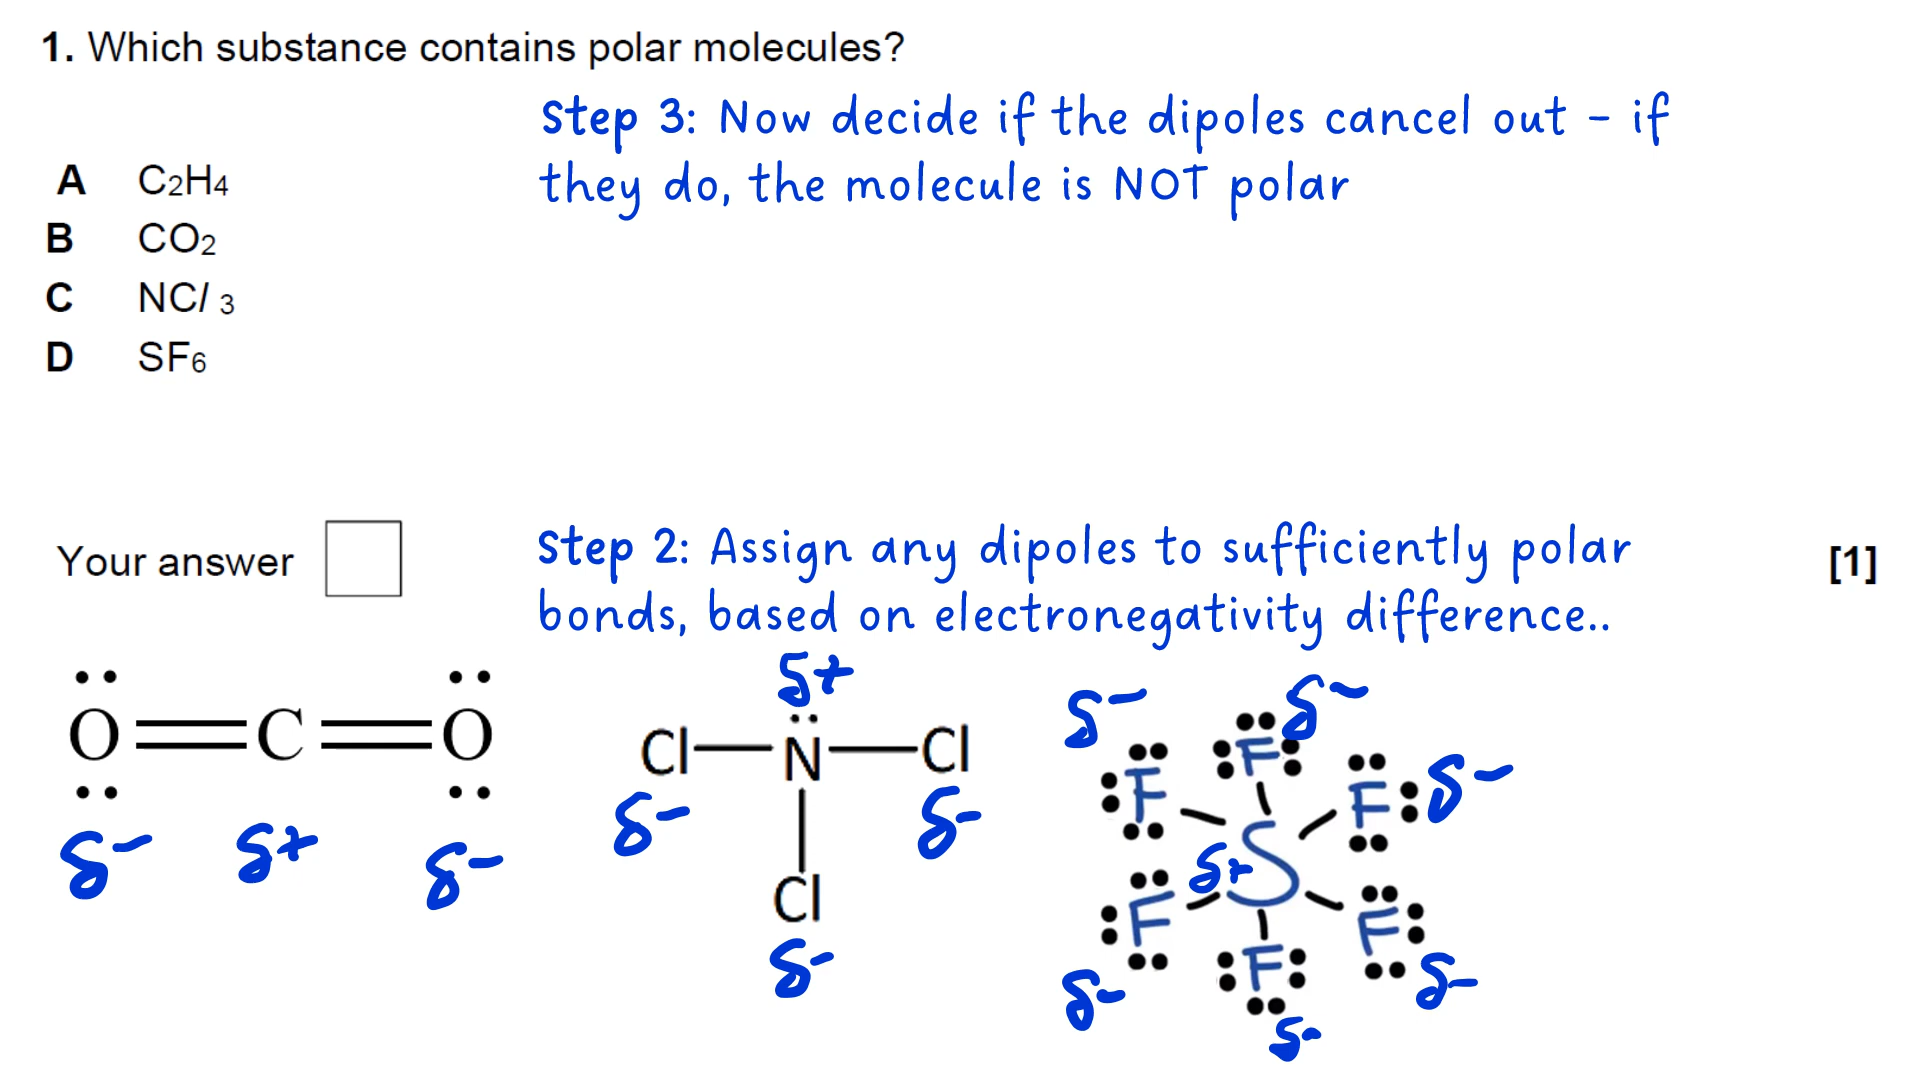 1. Which substance contains polar molecules?
Step 3: Now decide if the dipoles cancel out - if
they do, the molecule is NOT polar
A C2H4
B CO2
C NCl 3
D SF6
Your answer
Step 2: Assign any dipoles to sufficiently polar
bonds, based on electronegativity difference..
[1]
O C O
δ- δ+ δ-
δ+
Cl N Cl
δ- δ-
Cl
δ-
δ- δ-
F F F δ-
δ+ S
F F F
δ- δ- δ-